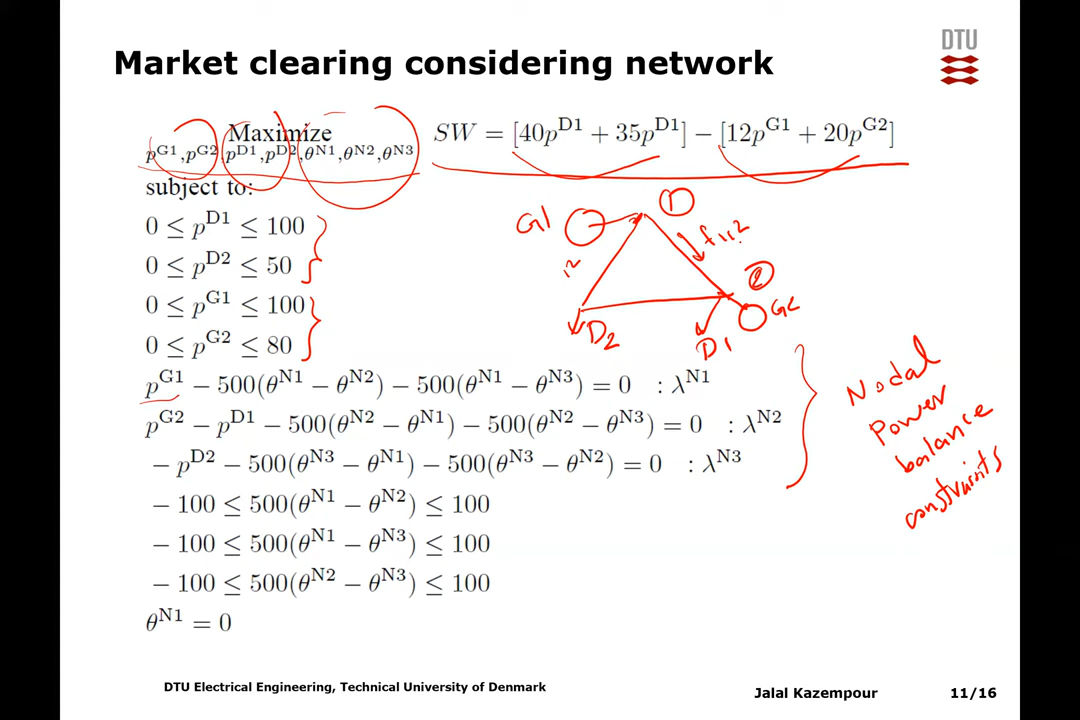 DTU
Market clearing considering network
Maximize SW = [40p^D1 + 35p^D1] − [12p^G1 + 20p^G2]
p^G1, p^G2, p^D1, p^D2, θ^N1, θ^N2, θ^N3
subject to:
0 ≤ p^D1 ≤ 100
0 ≤ p^D2 ≤ 50
0 ≤ p^G1 ≤ 100
0 ≤ p^G2 ≤ 80
p^G1 − 500(θ^N1 − θ^N2) − 500(θ^N1 − θ^N3) = 0 : λ^N1
p^G2 − p^D1 − 500(θ^N2 − θ^N1) − 500(θ^N2 − θ^N3) = 0 : λ^N2
− p^D2 − 500(θ^N3 − θ^N1) − 500(θ^N3 − θ^N2) = 0 : λ^N3
− 100 ≤ 500(θ^N1 − θ^N2) ≤ 100
− 100 ≤ 500(θ^N1 − θ^N3) ≤ 100
− 100 ≤ 500(θ^N2 − θ^N3) ≤ 100
θ^N1 = 0
G1
1
f1,2
2
G2
D2
D1
Nodal
Power
balance
constraints
DTU Electrical Engineering, Technical University of Denmark
Jalal Kazempour
11/16